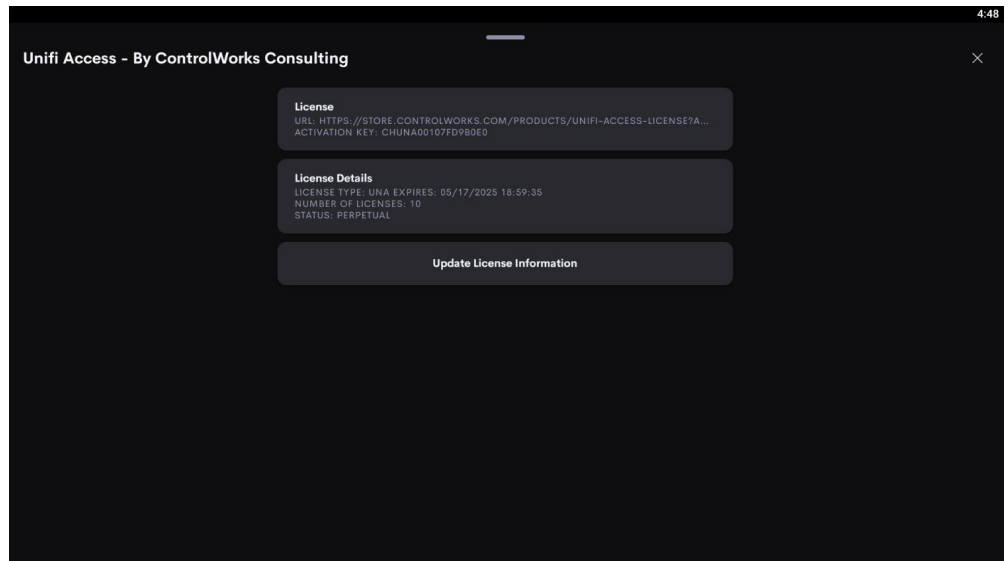 4:48
Unifi Access - By ControlWorks Consulting
License
URL: HTTPS://STORE.CONTROLWORKS.COM/PRODUCTS/UNIFI-ACCESS-LICENSE?A...
ACTIVATION KEY: CHUNA00107FD9B0E0
License Details
LICENSE TYPE: UNA EXPIRES: 05/17/2025 18:59:35
NUMBER OF LICENSES: 10
STATUS: PERPETUAL
Update License Information